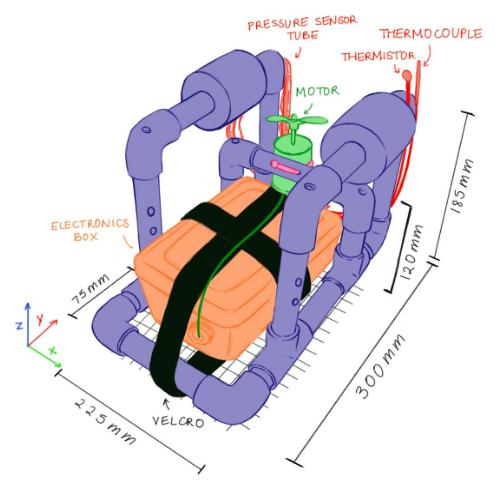 PRESSURE SENSOR
TUBE
THERMOCOUPLE
THERMISTOR
MOTOR
ELECTRONICS
BOX
185mm
120mm
75mm
300mm
225mm
VELCRO
Z
Y
X